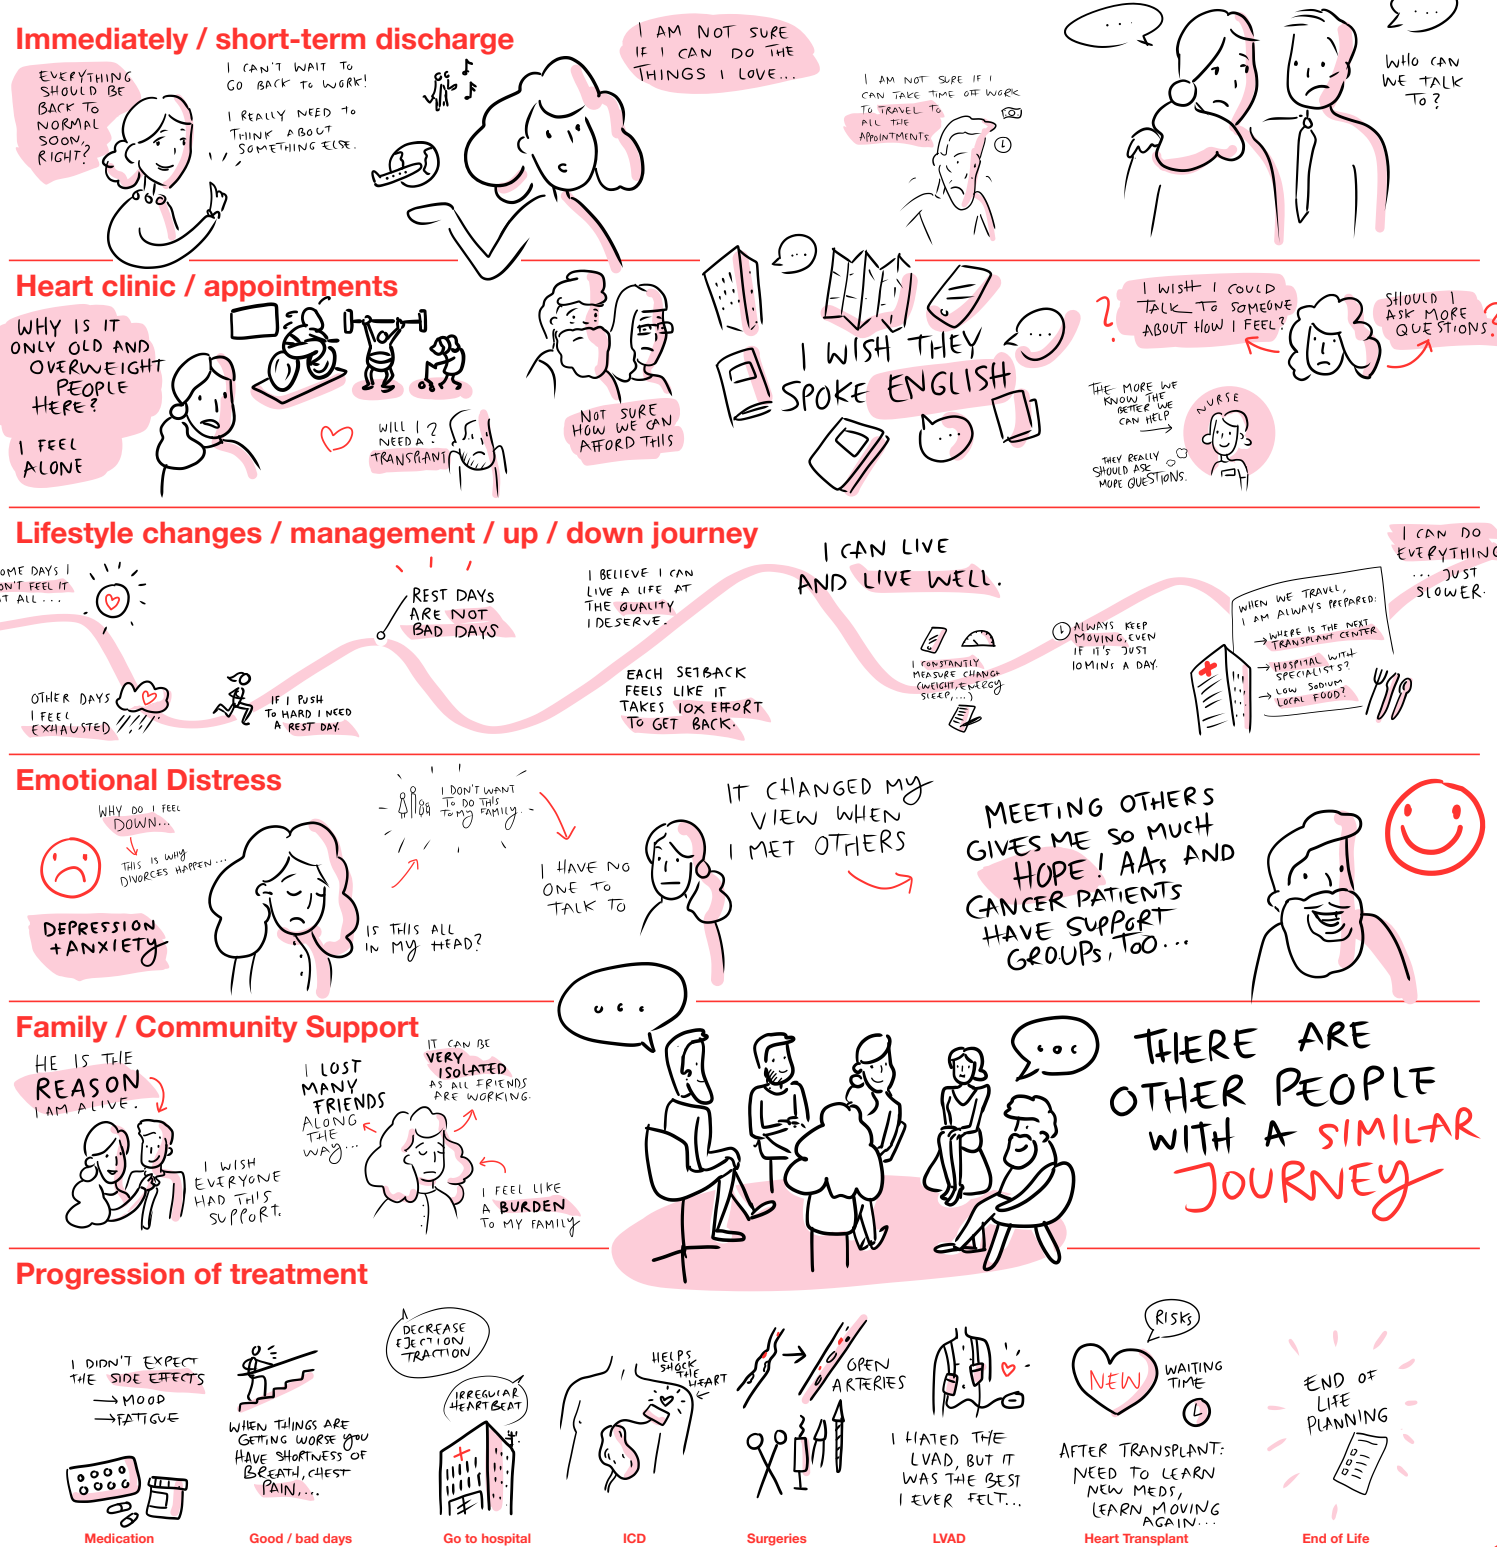 Immediately / short-term discharge
EVERYTHING
SHOULD BE
BACK TO
NORMAL
SOON,
RIGHT?
I CAN'T WAIT TO
GO BACK TO WORK!
I REALLY NEED TO
THINK ABOUT
SOMETHING ELSE.
I AM NOT SURE
IF I CAN DO THE
THINGS I LOVE...
I AM NOT SURE IF I
CAN TAKE TIME OFF WORK
TO TRAVEL TO
ALL THE
APPOINTMENTS.
...
...
WHO CAN
WE TALK
TO?
Heart clinic / appointments
WHY IS IT
ONLY OLD AND
OVERWEIGHT
PEOPLE
HERE?
I FEEL
ALONE
WILL I ?
NEED A
TRANSPLANT
NOT SURE
HOW WE CAN
AFFORD THIS
...
I WISH THEY
SPOKE ENGLISH
...
...
?
I WISH I COULD
TALK TO SOMEONE
ABOUT HOW I FEEL?
SHOULD I
ASK MORE
QUESTIONS?
THE MORE WE
KNOW THE
BETTER WE
CAN HELP
NURSE
THEY REALLY
SHOULD ASK
MORE QUESTIONS.
Lifestyle changes / management / up / down journey
OME DAYS I
ON'T FEEL IT
T ALL...
OTHER DAYS
I FEEL
EXHAUSTED
IF I PUSH
TO HARD I NEED
A REST DAY.
REST DAYS
ARE NOT
BAD DAYS
I BELIEVE I CAN
LIVE A LIFE AT
THE QUALITY
I DESERVE.
EACH SETBACK
FEELS LIKE IT
TAKES 10X EFFORT
TO GET BACK.
I CAN LIVE
AND LIVE WELL.
I CONSTANTLY
MEASURE CHANGE
(WEIGHT, ENERGY
SLEEP,...)
ALWAYS KEEP
MOVING, EVEN
IF IT'S JUST
10 MINS A DAY.
WHEN WE TRAVEL,
I AM ALWAYS PREPARED:
→ WHERE IS THE NEXT
TRANSPLANT CENTER
→ HOSPITAL WITH
SPECIALISTS?
→ LOW SODIUM
LOCAL FOOD?
I CAN DO
EVERYTHING
... JUST
SLOWER.
Emotional Distress
WHY DO I FEEL
DOWN...
THIS IS WHY
DIVORCES HAPPEN...
DEPRESSION
+ ANXIETY
IS THIS ALL
IN MY HEAD?
I DON'T WANT
TO DO THIS
TO MY FAMILY.
I HAVE NO
ONE TO
TALK TO
IT CHANGED MY
VIEW WHEN
I MET OTHERS
MEETING OTHERS
GIVES ME SO MUCH
HOPE! AAs AND
CANCER PATIENTS
HAVE SUPPORT
GROUPS, TOO...
Family / Community Support
HE IS THE
REASON
I AM ALIVE.
I WISH
EVERYONE
HAD THIS
SUPPORT.
I LOST
MANY
FRIENDS
ALONG
THE
WAY...
IT CAN BE
VERY
ISOLATED
AS ALL FRIENDS
ARE WORKING.
I FEEL LIKE
A BURDEN
TO MY FAMILY
...
...
THERE ARE
OTHER PEOPLE
WITH A SIMILAR
JOURNEY
Progression of treatment
I DIDN'T EXPECT
THE SIDE EFFECTS
→ MOOD
→ FATIGUE
Medication
WHEN THINGS ARE
GETTING WORSE YOU
HAVE SHORTNESS OF
BREATH, CHEST
PAIN,...
Good / bad days
DECREASE
EJECTION
TRACTION
IRREGULAR
HEARTBEAT
Go to hospital
HELPS
SHOCK
THE
HEART
ICD
OPEN
ARTERIES
Surgeries
I HATED THE
LVAD, BUT IT
WAS THE BEST
I EVER FELT...
LVAD
RISKS
NEW
WAITING
TIME
AFTER TRANSPLANT:
NEED TO LEARN
NEW MEDS,
LEARN MOVING
AGAIN...
Heart Transplant
END OF
LIFE
PLANNING
End of Life